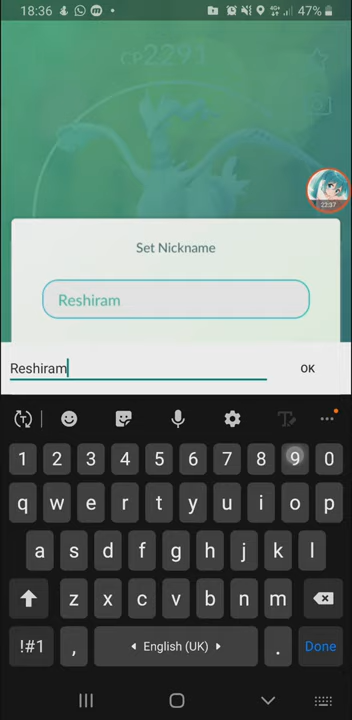 18:36
47%
CP2291
22:37
Set Nickname
Reshiram
Reshiram
OK
1 2 3 4 5 6 7 8 9 0
q w e r t y u i o p
a s d f g h j k l
z x c v b n m
!#1 , English (UK) . Done